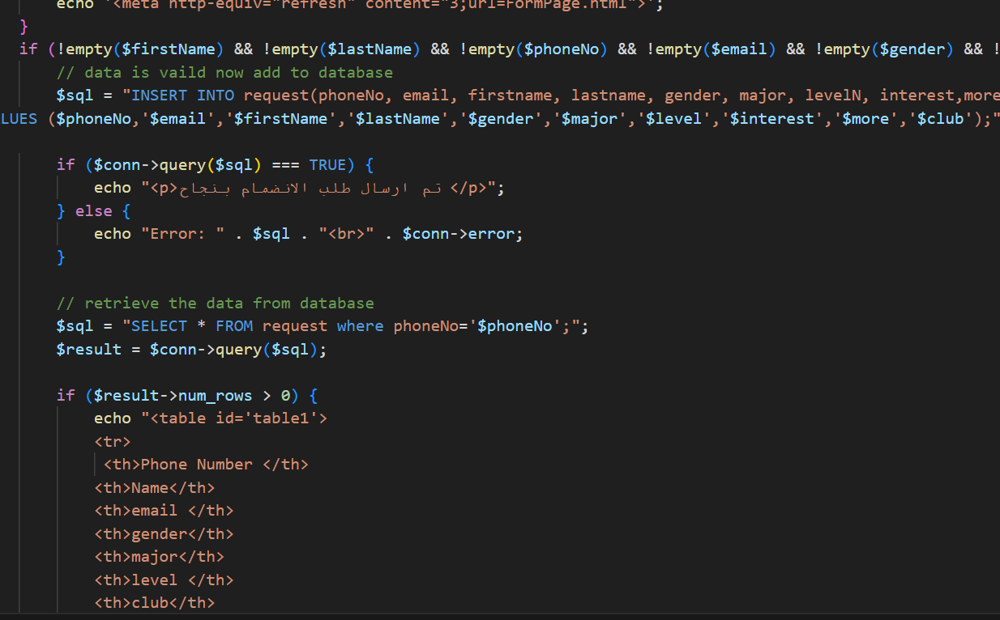 echo '<meta http-equiv="refresh" content="3;url=FormPage.html">';
}
if (!empty($firstName) && !empty($lastName) && !empty($phoneNo) && !empty($email) && !empty($gender) && !
// data is vaild now add to database
$sql = "INSERT INTO request(phoneNo, email, firstname, lastname, gender, major, levelN, interest,more
LUES ($phoneNo,'$email','$firstName','$lastName','$gender','$major','$level','$interest','$more','$club');"
if ($conn->query($sql) === TRUE) {
echo "<p>تم ارسال طلب الانضمام بنجاح </p>";
} else {
echo "Error: " . $sql . "<br>" . $conn->error;
}
// retrieve the data from database
$sql = "SELECT * FROM request where phoneNo='$phoneNo';";
$result = $conn->query($sql);
if ($result->num_rows > 0) {
echo "<table id='table1'>
<tr>
<th>Phone Number </th>
<th>Name</th>
<th>email </th>
<th>gender</th>
<th>major</th>
<th>level </th>
<th>club</th>